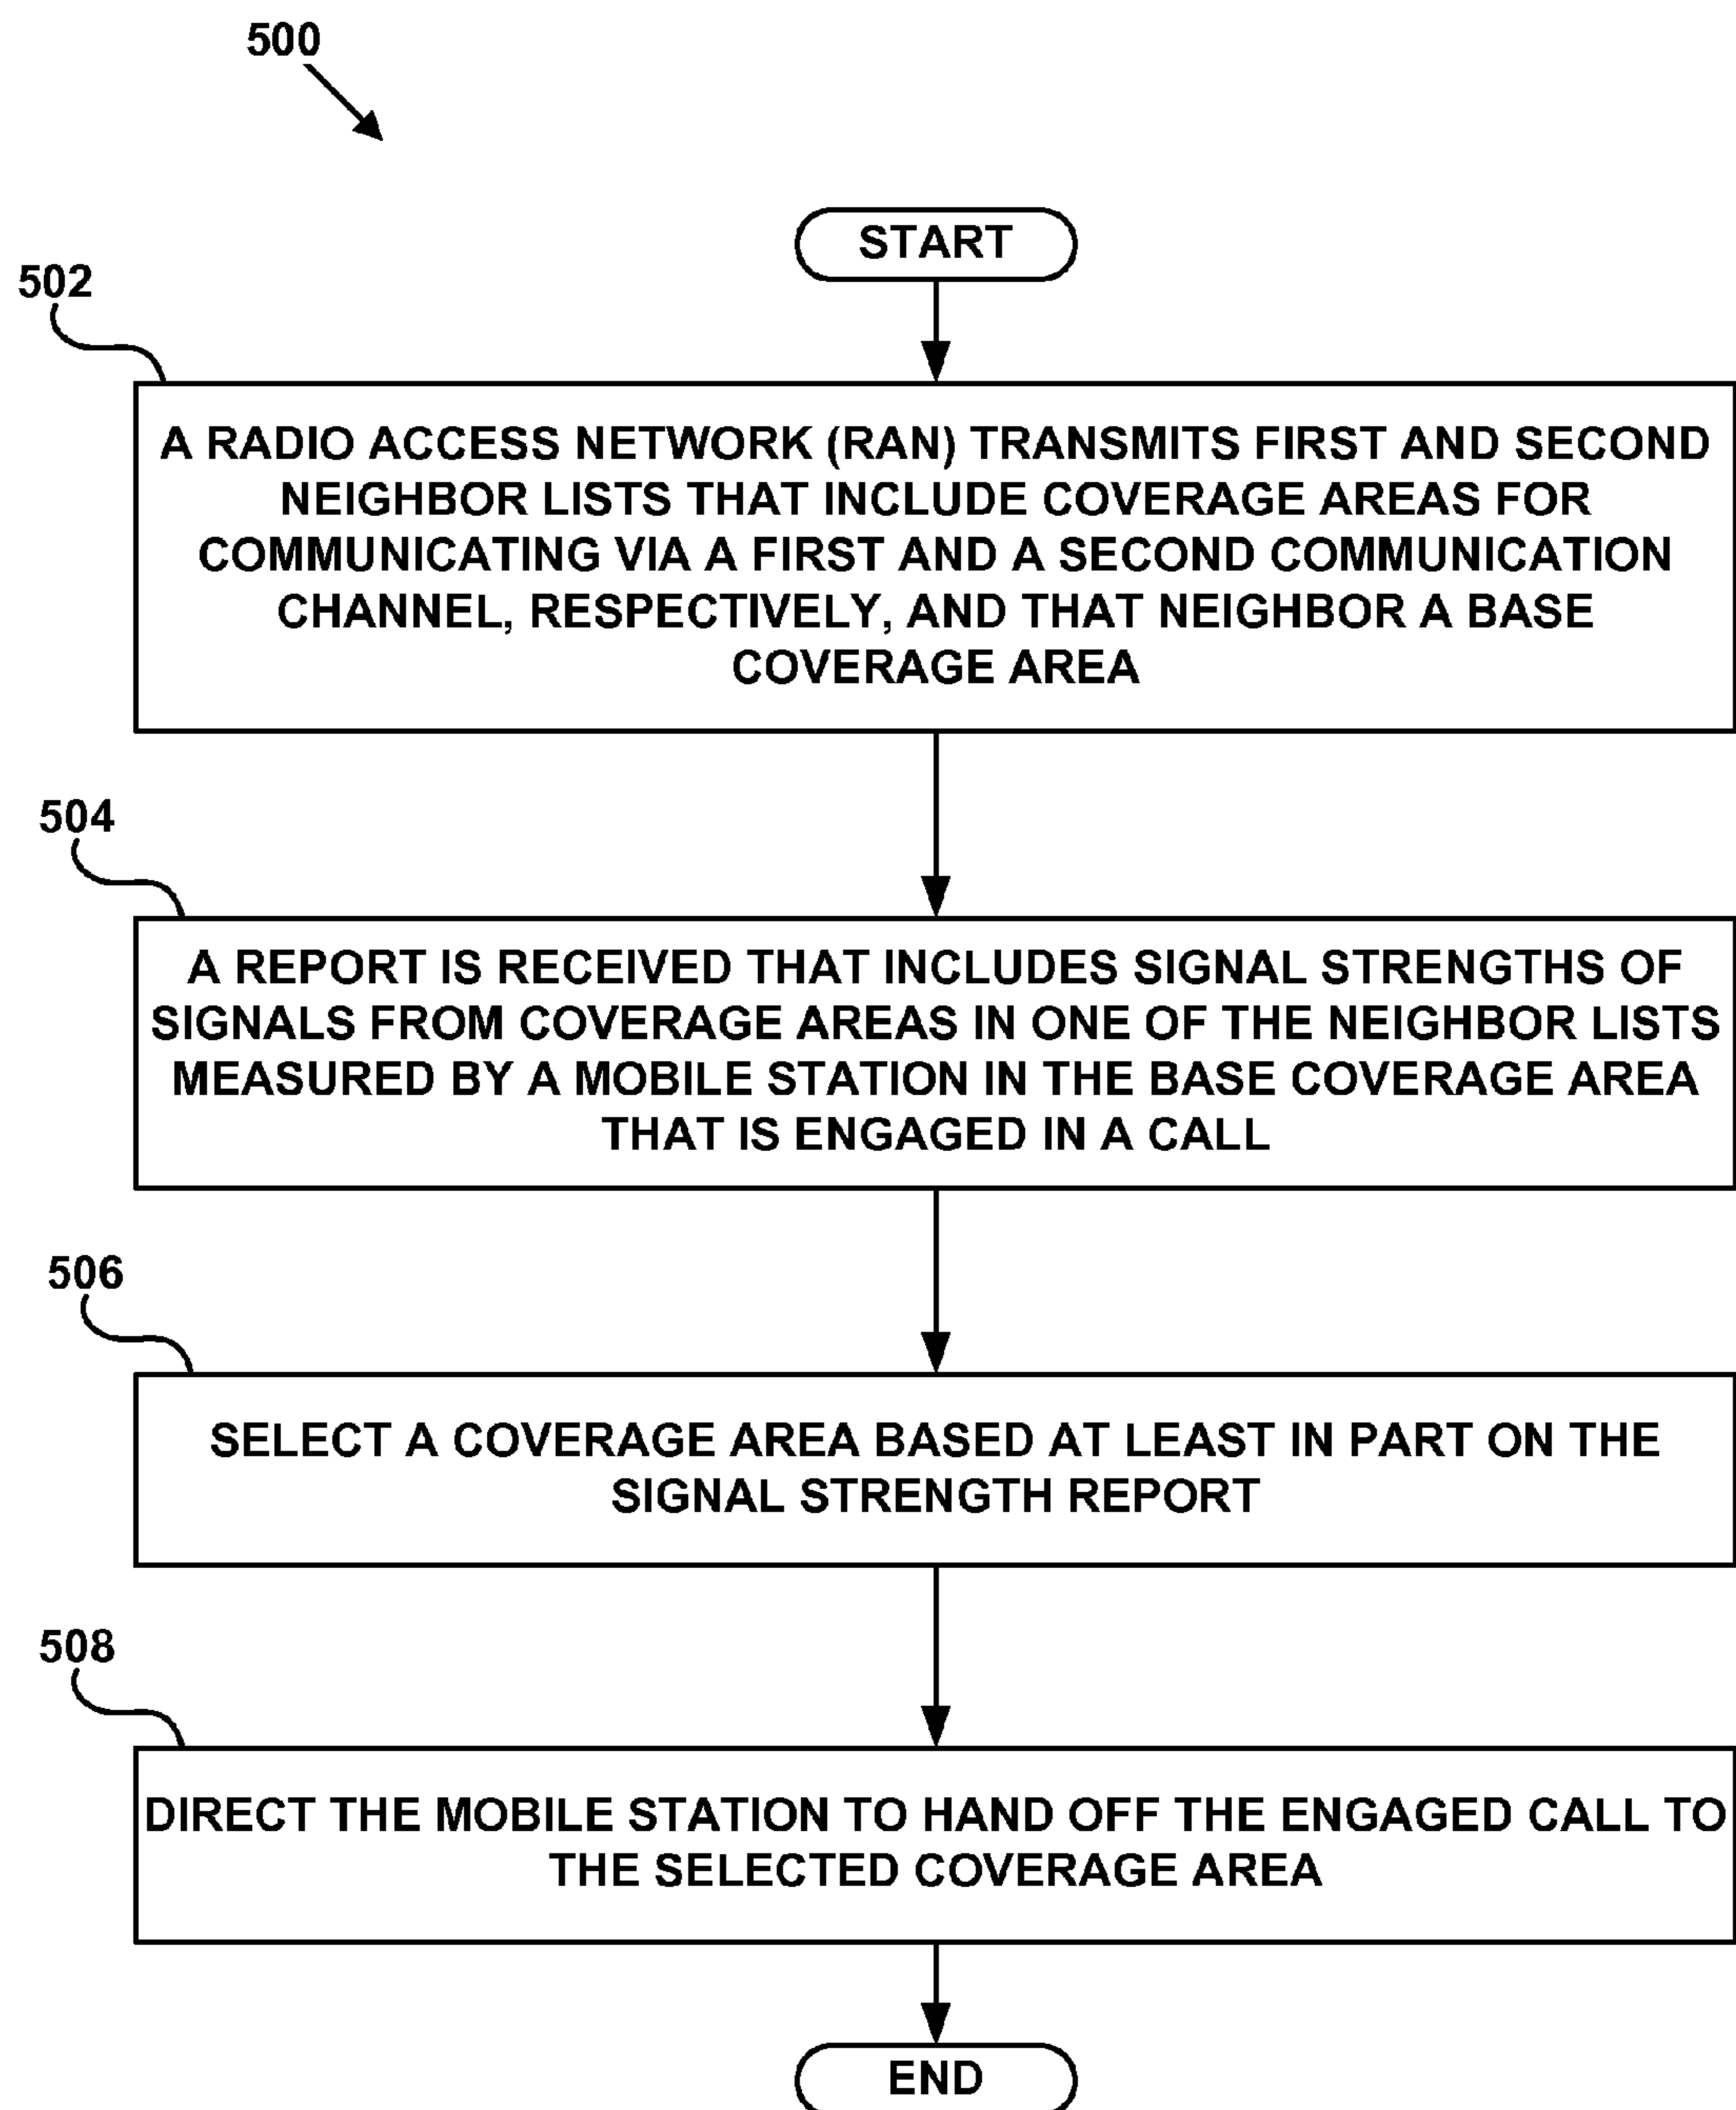 500
START
502
A RADIO ACCESS NETWORK (RAN) TRANSMITS FIRST AND SECOND
NEIGHBOR LISTS THAT INCLUDE COVERAGE AREAS FOR
COMMUNICATING VIA A FIRST AND A SECOND COMMUNICATION
CHANNEL, RESPECTIVELY, AND THAT NEIGHBOR A BASE
COVERAGE AREA
504
A REPORT IS RECEIVED THAT INCLUDES SIGNAL STRENGTHS OF
SIGNALS FROM COVERAGE AREAS IN ONE OF THE NEIGHBOR LISTS
MEASURED BY A MOBILE STATION IN THE BASE COVERAGE AREA
THAT IS ENGAGED IN A CALL
506
SELECT A COVERAGE AREA BASED AT LEAST IN PART ON THE
SIGNAL STRENGTH REPORT
508
DIRECT THE MOBILE STATION TO HAND OFF THE ENGAGED CALL TO
THE SELECTED COVERAGE AREA
END